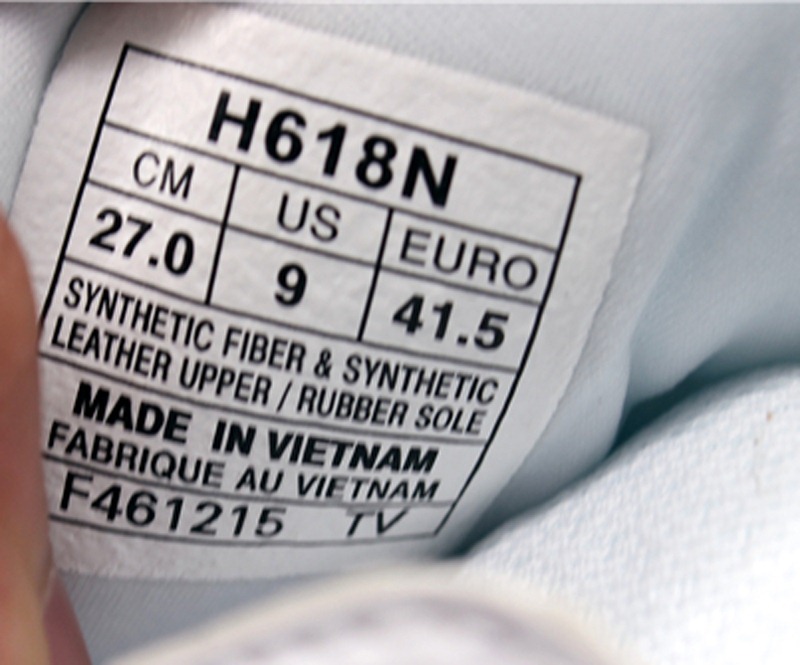 H618N
CM US EURO
27.0 9 41.5
SYNTHETIC FIBER & SYNTHETIC
LEATHER UPPER / RUBBER SOLE
MADE IN VIETNAM
FABRIQUE AU VIETNAM
F461215 TV